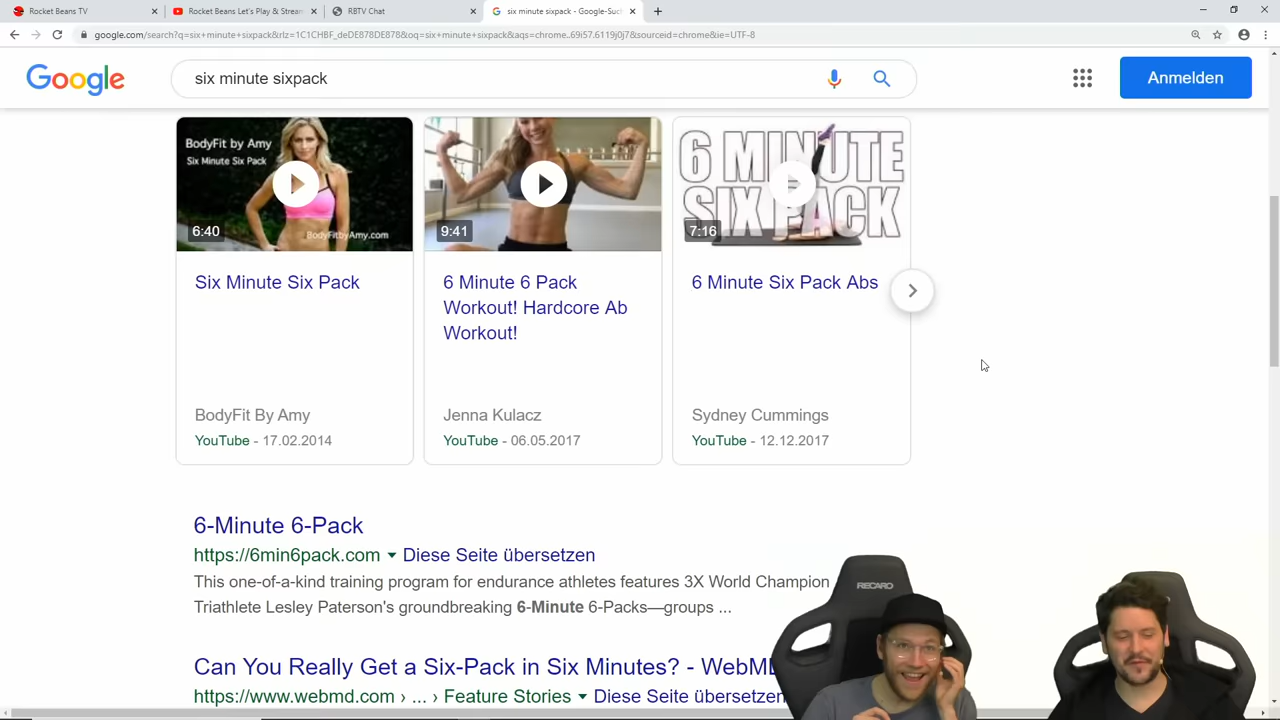 Rocket Beans TV
Rocket Beans Let's Play & Stream
RBTV Chat
six minute sixpack - Google-Suc
google.com/search?q=six+minute+sixpack&rlz=1C1CHBF_deDE878DE878&oq=six+minute+sixpack&aqs=chrome..69i57.6119j0j7&sourceid=chrome&ie=UTF-8
Google
six minute sixpack
Anmelden
BodyFit by Amy
Six Minute Six Pack
BodyFitbyAmy.com
6:40
9:41
6 MINUTE
SIX PACK
7:16
Six Minute Six Pack
6 Minute 6 Pack
Workout! Hardcore Ab
Workout!
6 Minute Six Pack Abs
BodyFit By Amy
YouTube - 17.02.2014
Jenna Kulacz
YouTube - 06.05.2017
Sydney Cummings
YouTube - 12.12.2017
6-Minute 6-Pack
https://6min6pack.com Diese Seite übersetzen
This one-of-a-kind training program for endurance athletes features 3X World Champion
Triathlete Lesley Paterson's groundbreaking 6-Minute 6-Packs—groups ...
Can You Really Get a Six-Pack in Six Minutes? - WebMD
https://www.webmd.com › ... › Feature Stories Diese Seite übersetzen
RECARO